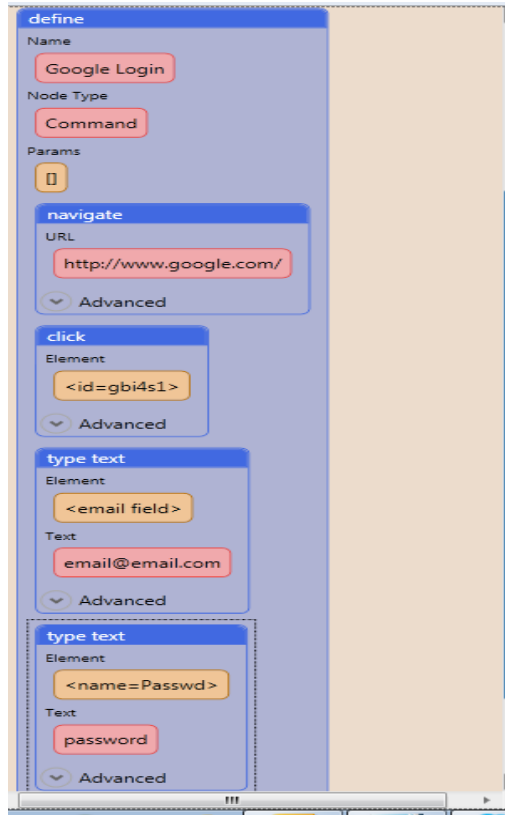 define
Name
Google Login
Node Type
Command
Params
[]
navigate
URL
http://www.google.com/
Advanced
click
Element
<id=gbi4s1>
Advanced
type text
Element
<email field>
Text
email@email.com
Advanced
type text
Element
<name=Passwd>
Text
password
Advanced